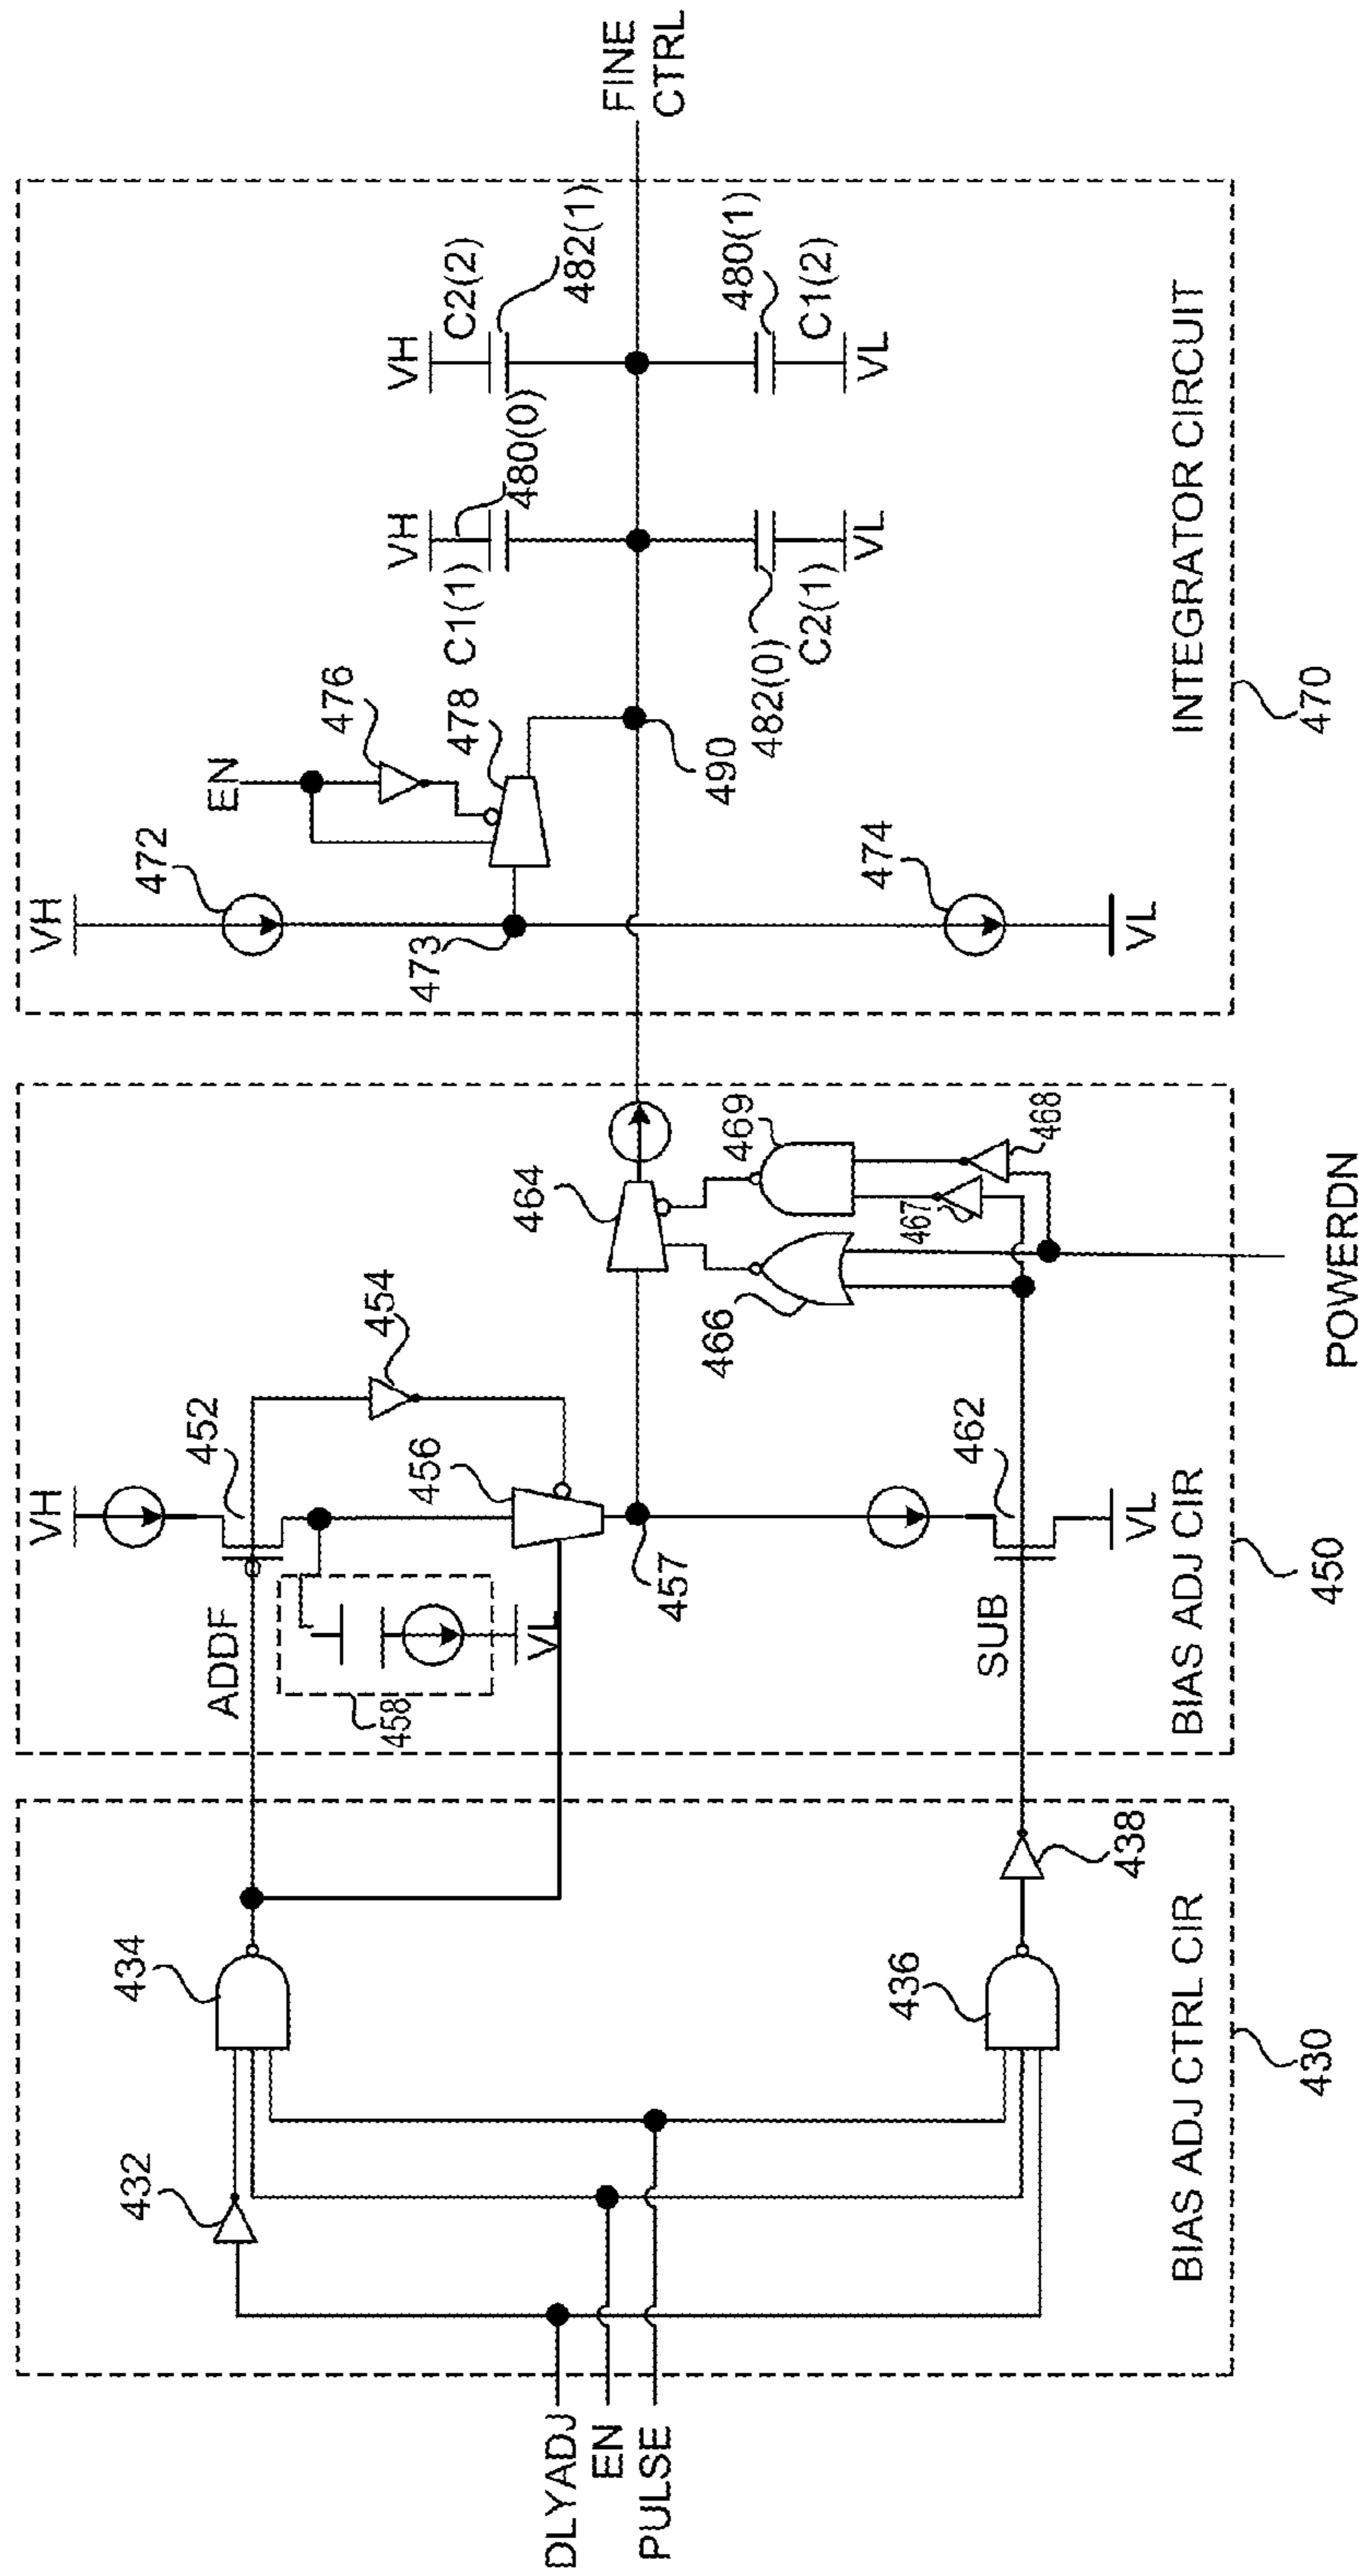 DLYADJ
EN
PULSE
432
434
436
438
BIAS ADJ CTRL CIR
430
ADDF
VH
452
454
456
458
VL
457
SUB
462
VL
464
466
467
468
469
BIAS ADJ CIR
450
POWERDN
VH
472
473
474
VL
EN
476
478
490
VH
C1(1)
480(0)
482(0)
C2(1)
VL
VH
C2(2)
482(1)
480(1)
C1(2)
VL
INTEGRATOR CIRCUIT
470
FINE
CTRL